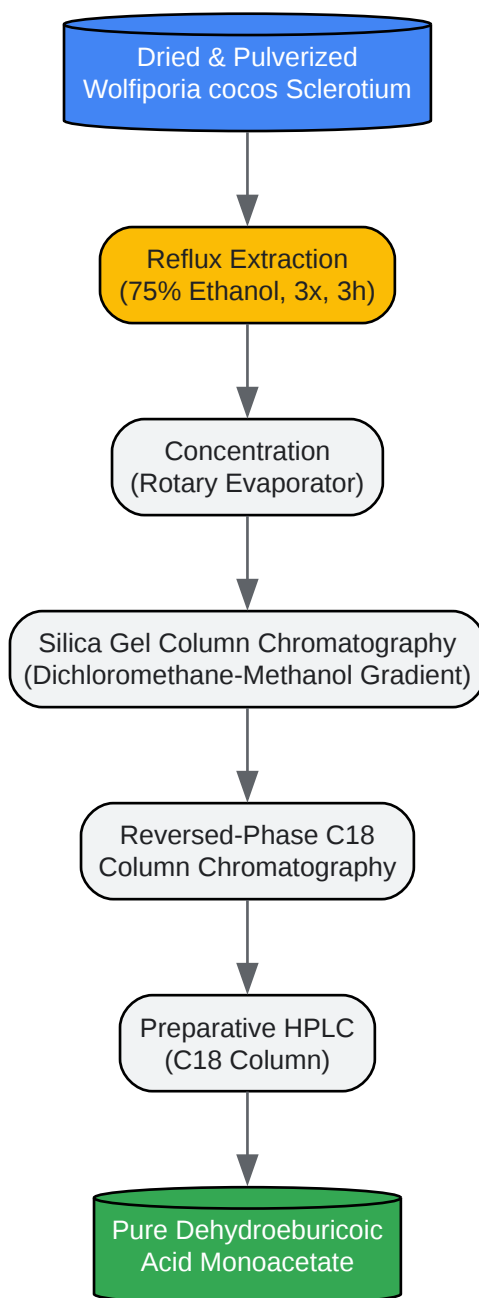 Dried & Pulverized
Wolfiporia cocos Sclerotium
Reflux Extraction
(75% Ethanol, 3x, 3h)
Concentration
(Rotary Evaporator)
Silica Gel Column Chromatography
(Dichloromethane-Methanol Gradient)
Reversed-Phase C18
Column Chromatography
Preparative HPLC
(C18 Column)
Pure Dehydroeburicoic
Acid Monoacetate